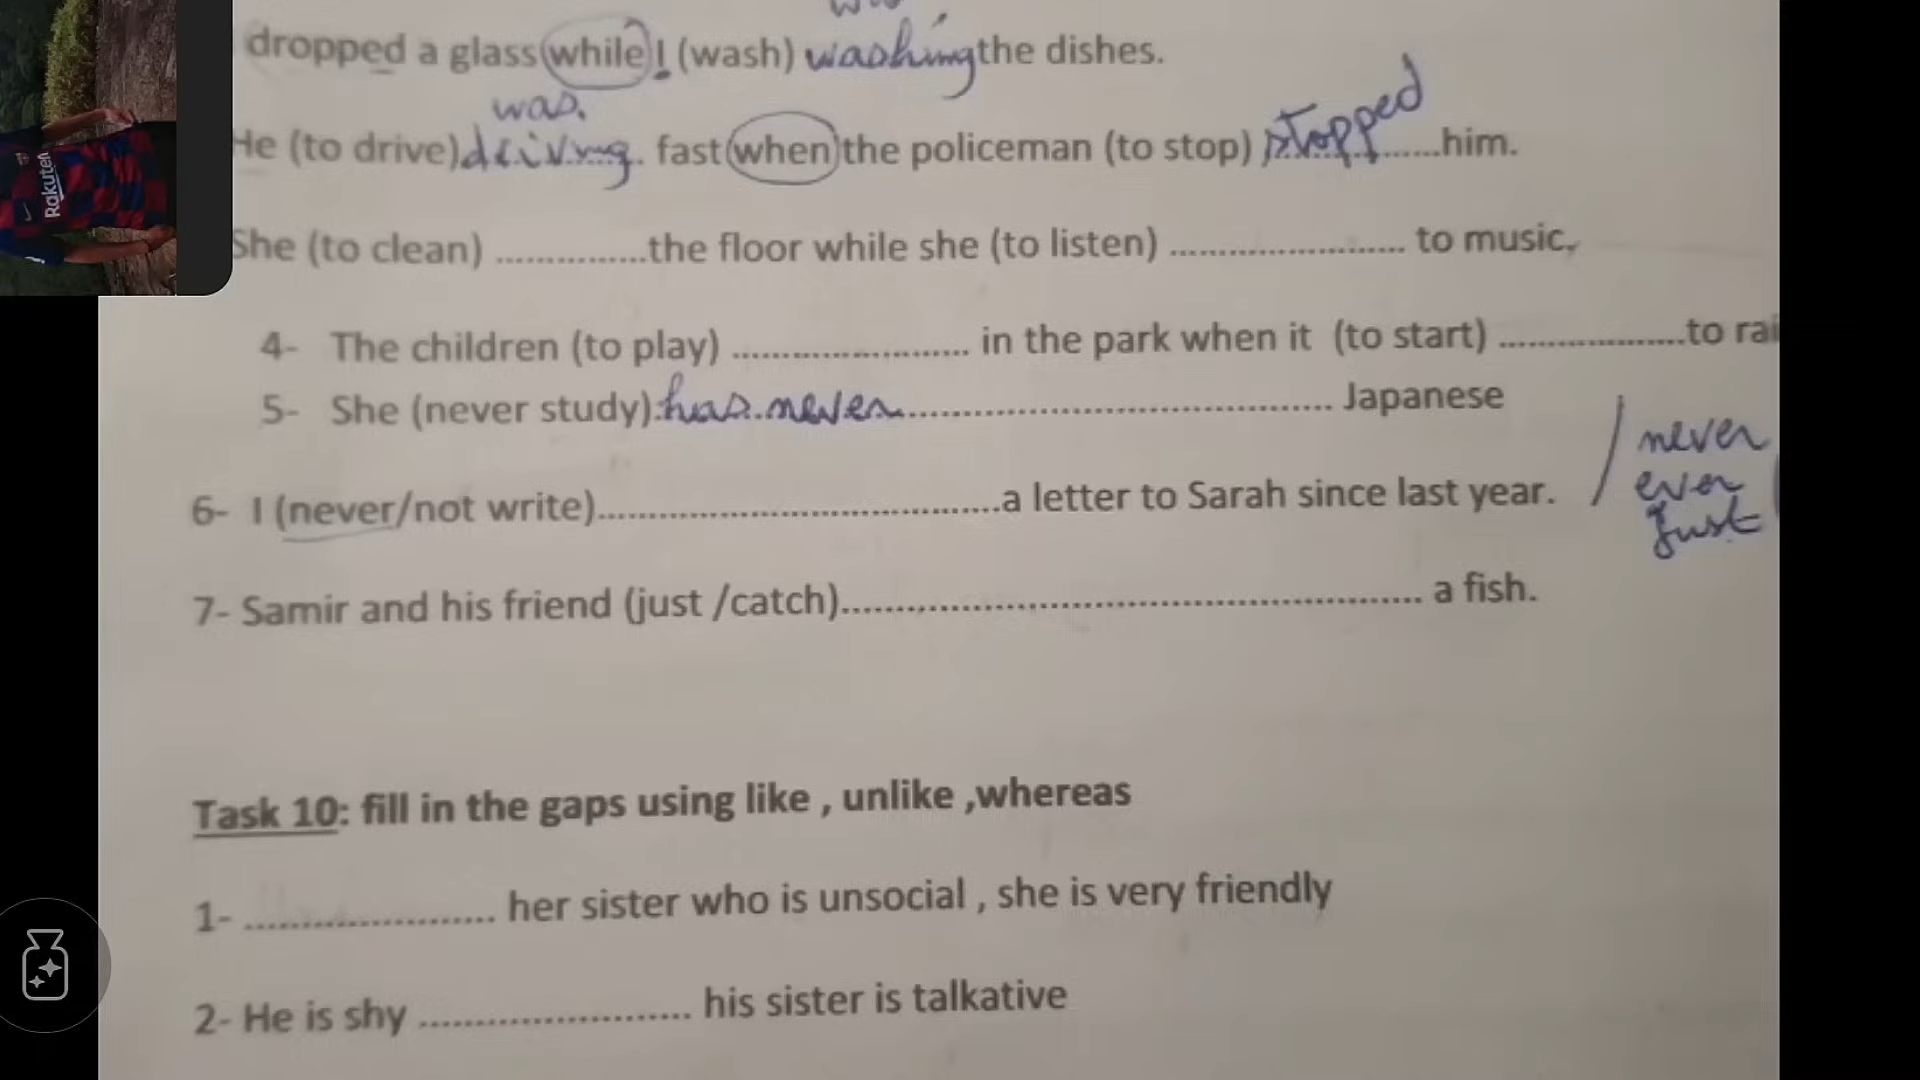 dropped a glass while I (wash) washing the dishes.
was.
He (to drive) driving. fast when the policeman (to stop) stopped.......him.
She (to clean) ...............the floor while she (to listen) ........................ to music,
4- The children (to play) ........................ in the park when it (to start) ...................to rai
5- She (never study).has never........................................... Japanese
never
6- I (never/not write)........................................a letter to Sarah since last year.
ever
just
7- Samir and his friend (just /catch).......................................................... a fish.
Rakuten
Task 10: fill in the gaps using like , unlike ,whereas
1- ......................... her sister who is unsocial , she is very friendly
2- He is shy ........................... his sister is talkative